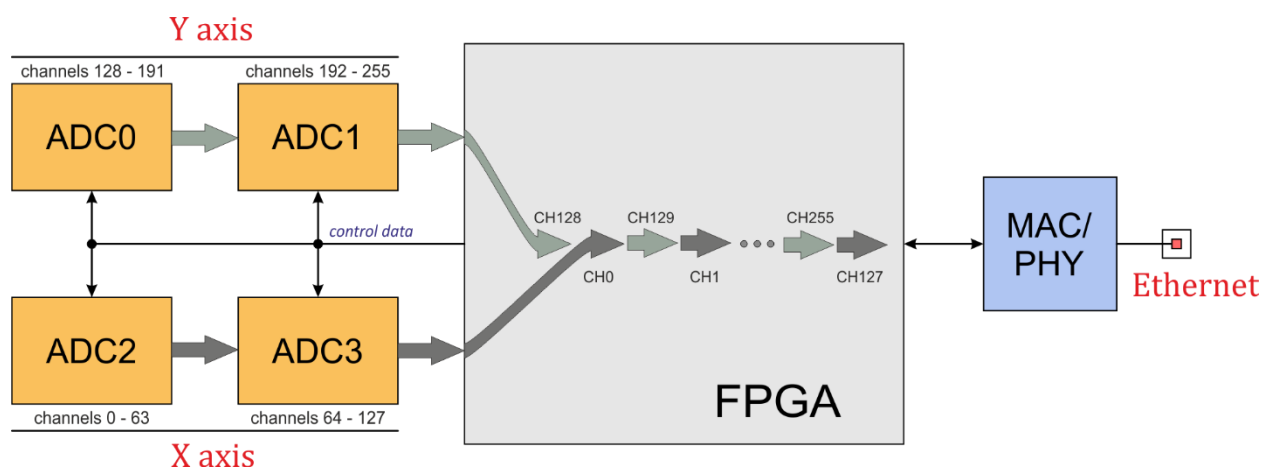 Y axis
channels 128 - 191
channels 192 - 255
ADC0
ADC1
control data
CH128
CH129
CH255
CH0
CH1
CH127
MAC/
PHY
Ethernet
ADC2
ADC3
FPGA
channels 0 - 63
channels 64 - 127
X axis